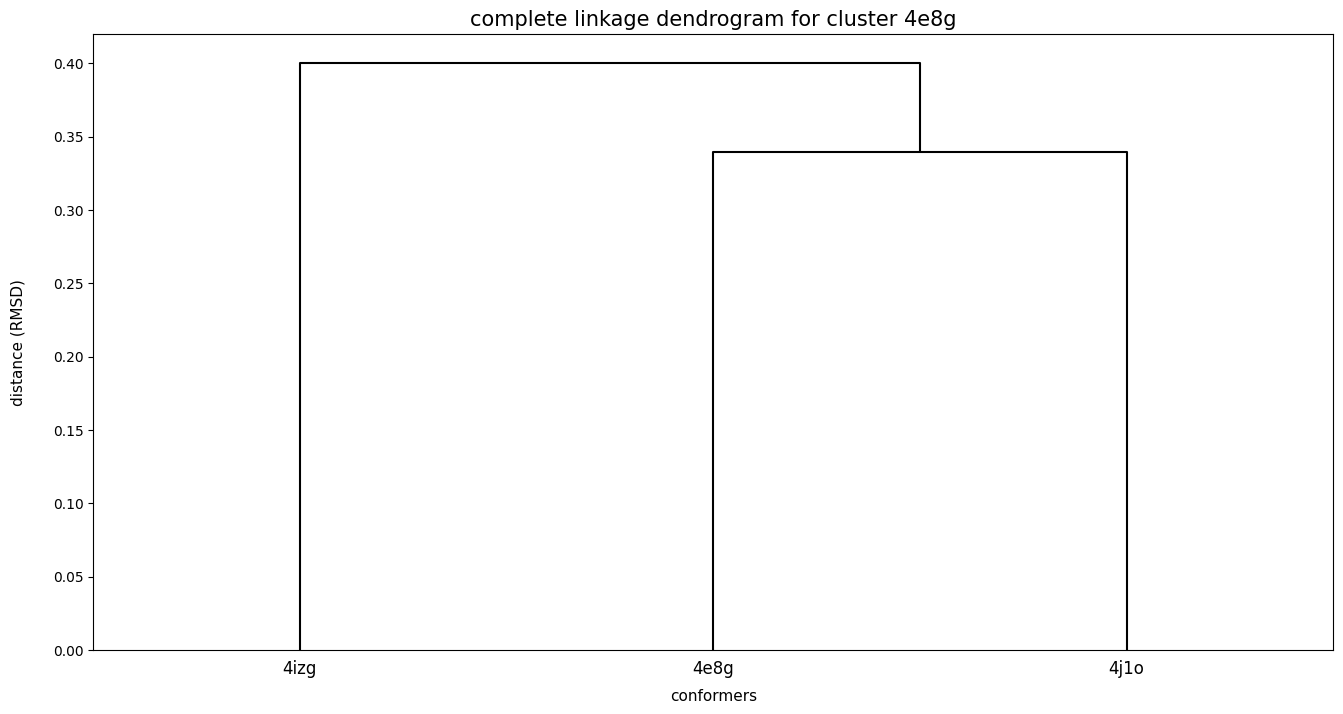 complete linkage dendrogram for cluster 4e8g
0.40
0.35
0.30
0.25
0.20
0.15
0.10
0.05
0.00
distance (RMSD)
4izg
4e8g
4j1o
conformers